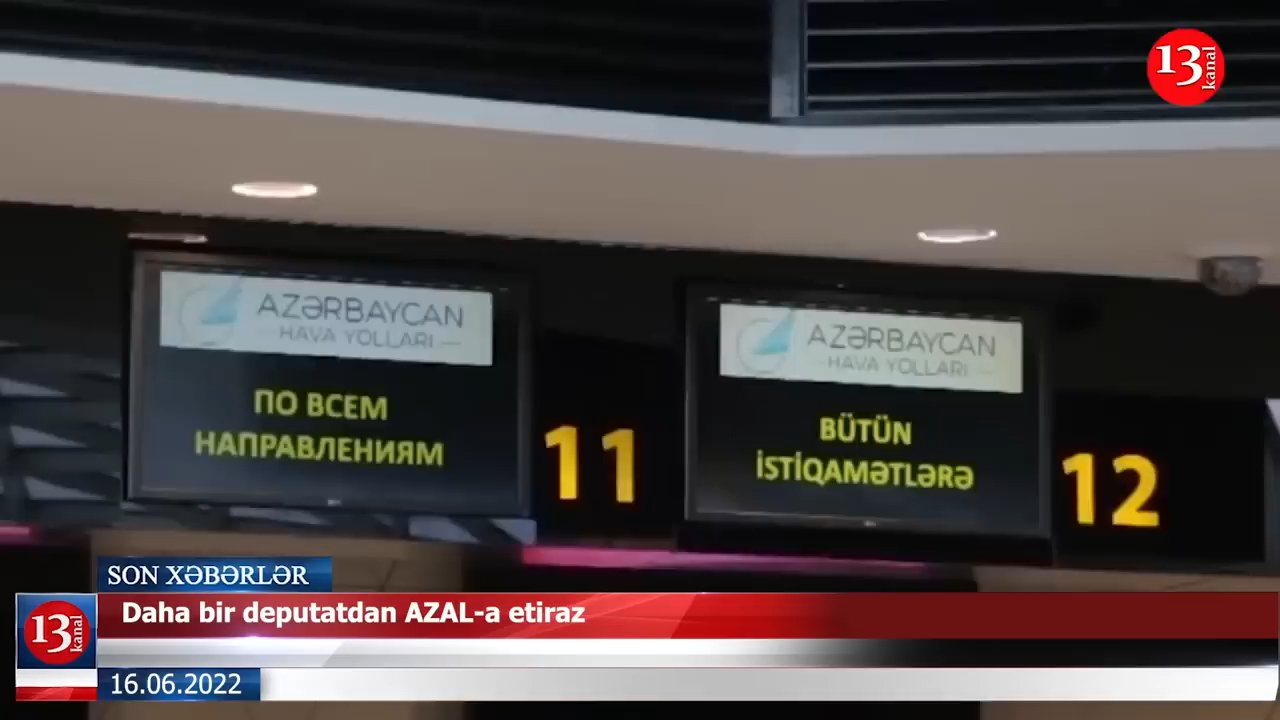 13 kanal
AZƏRBAYCAN
HAVA YOLLARI
ПО ВСЕМ
НАПРАВЛЕНИЯМ
11
AZƏRBAYCAN
HAVA YOLLARI
BÜTÜN
İSTİQAMƏTLƏRƏ
12
SON XƏBƏRLƏR
Daha bir deputatdan AZAL-a etiraz
13 kanal
16.06.2022